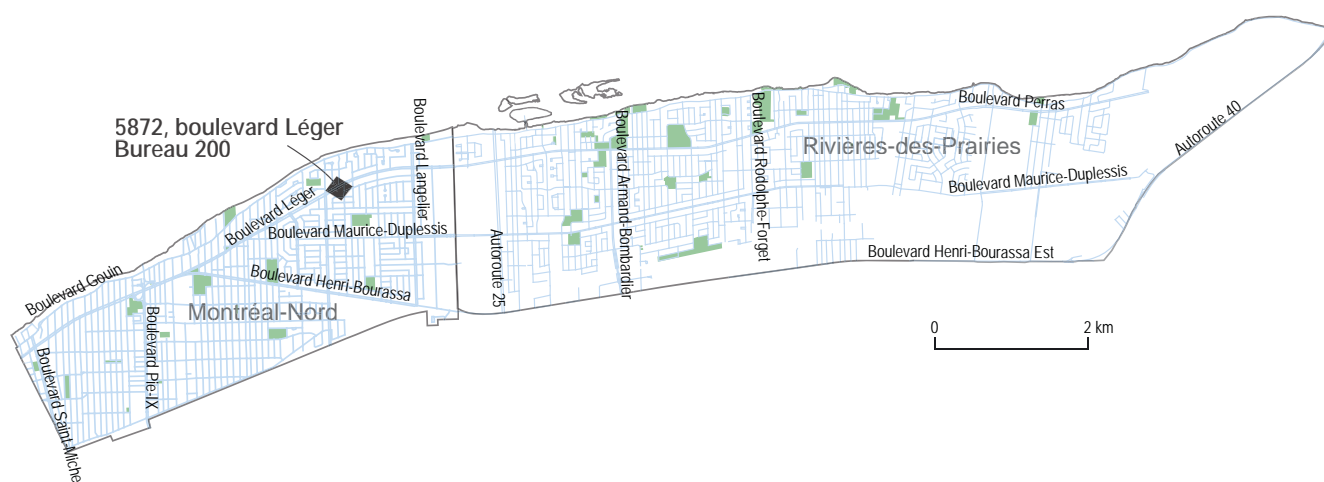 5872, boulevard Léger
Bureau 200
Boulevard Langelier
Boulevard Armand-Bombardier
Boulevard Rodolphe-Forget
Boulevard Perras
Autoroute 40
Rivières-des-Prairies
Boulevard Maurice-Duplessis
Boulevard Léger
Boulevard Maurice-Duplessis
Autoroute 25
Boulevard Henri-Bourassa Est
Boulevard Gouin
Boulevard Henri-Bourassa
Montréal-Nord
Boulevard Pie-IX
Boulevard Saint-Miche
0 2 km